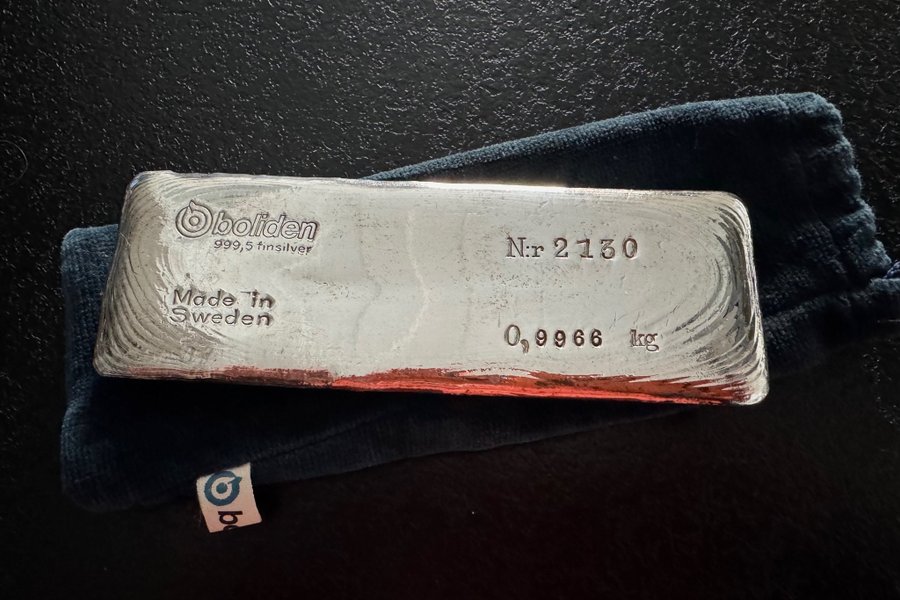 boliden
999,5 finsilver
Made in
Sweden
N:r 2130
0,9966 kg